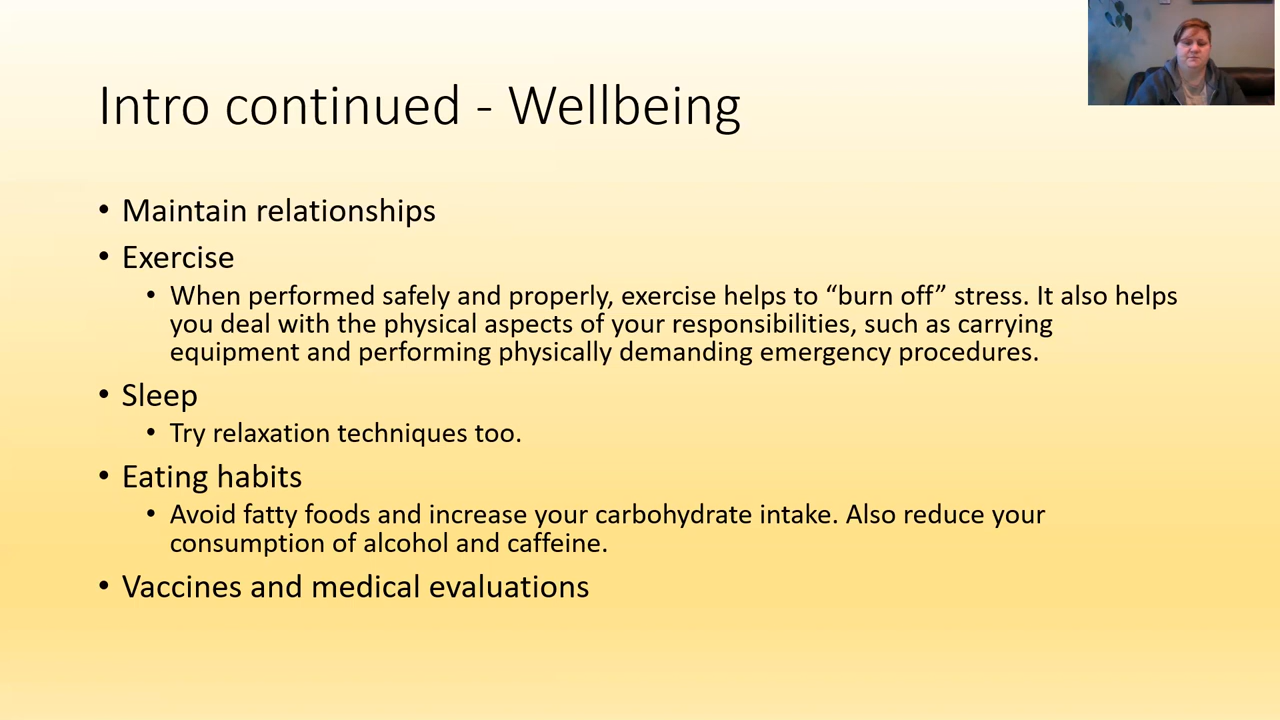 Intro continued - Wellbeing
• Maintain relationships
• Exercise
• When performed safely and properly, exercise helps to “burn off” stress. It also helps
you deal with the physical aspects of your responsibilities, such as carrying
equipment and performing physically demanding emergency procedures.
• Sleep
• Try relaxation techniques too.
• Eating habits
• Avoid fatty foods and increase your carbohydrate intake. Also reduce your
consumption of alcohol and caffeine.
• Vaccines and medical evaluations